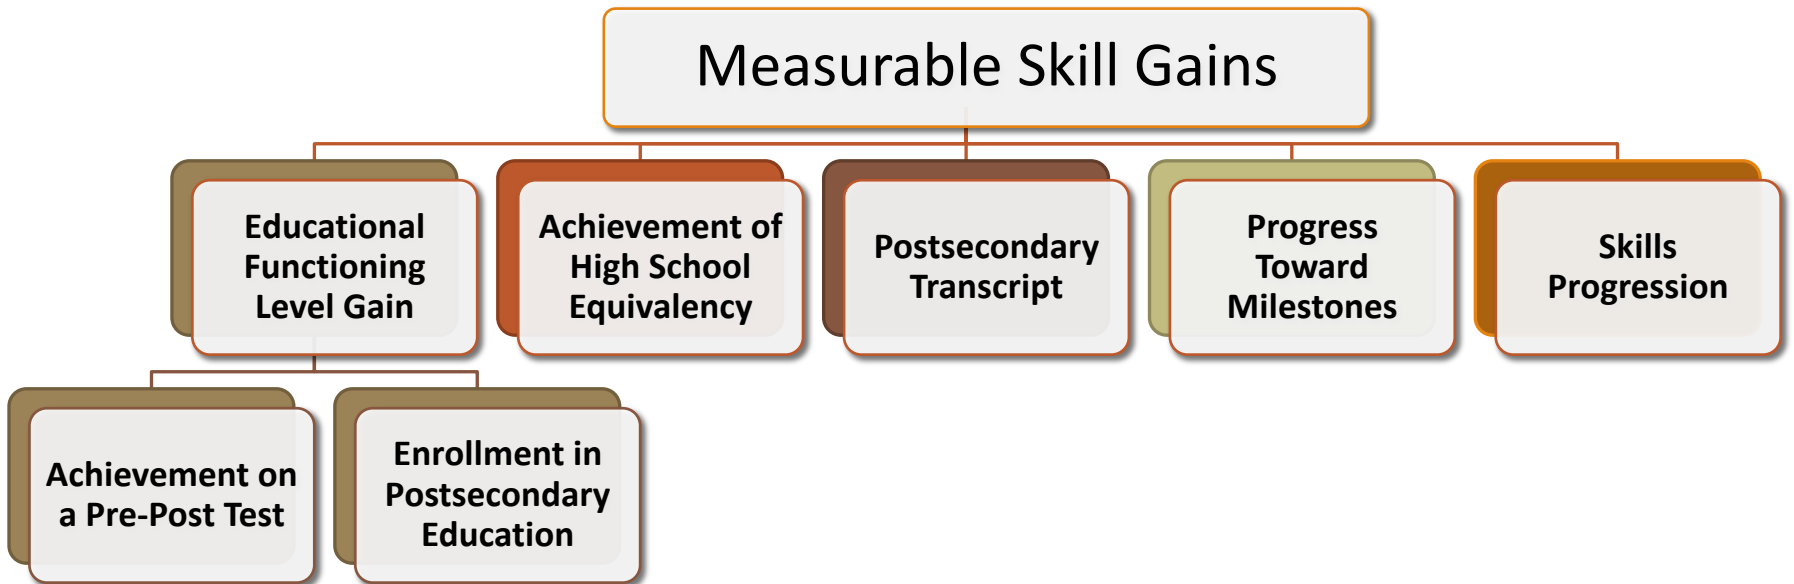 Measurable Skill Gains
Educational
Functioning
Level Gain
Achievement of
High School
Equivalency
Postsecondary
Transcript
Progress
Toward
Milestones
Skills
Progression
Achievement on
a Pre-Post Test
Enrollment in
Postsecondary
Education